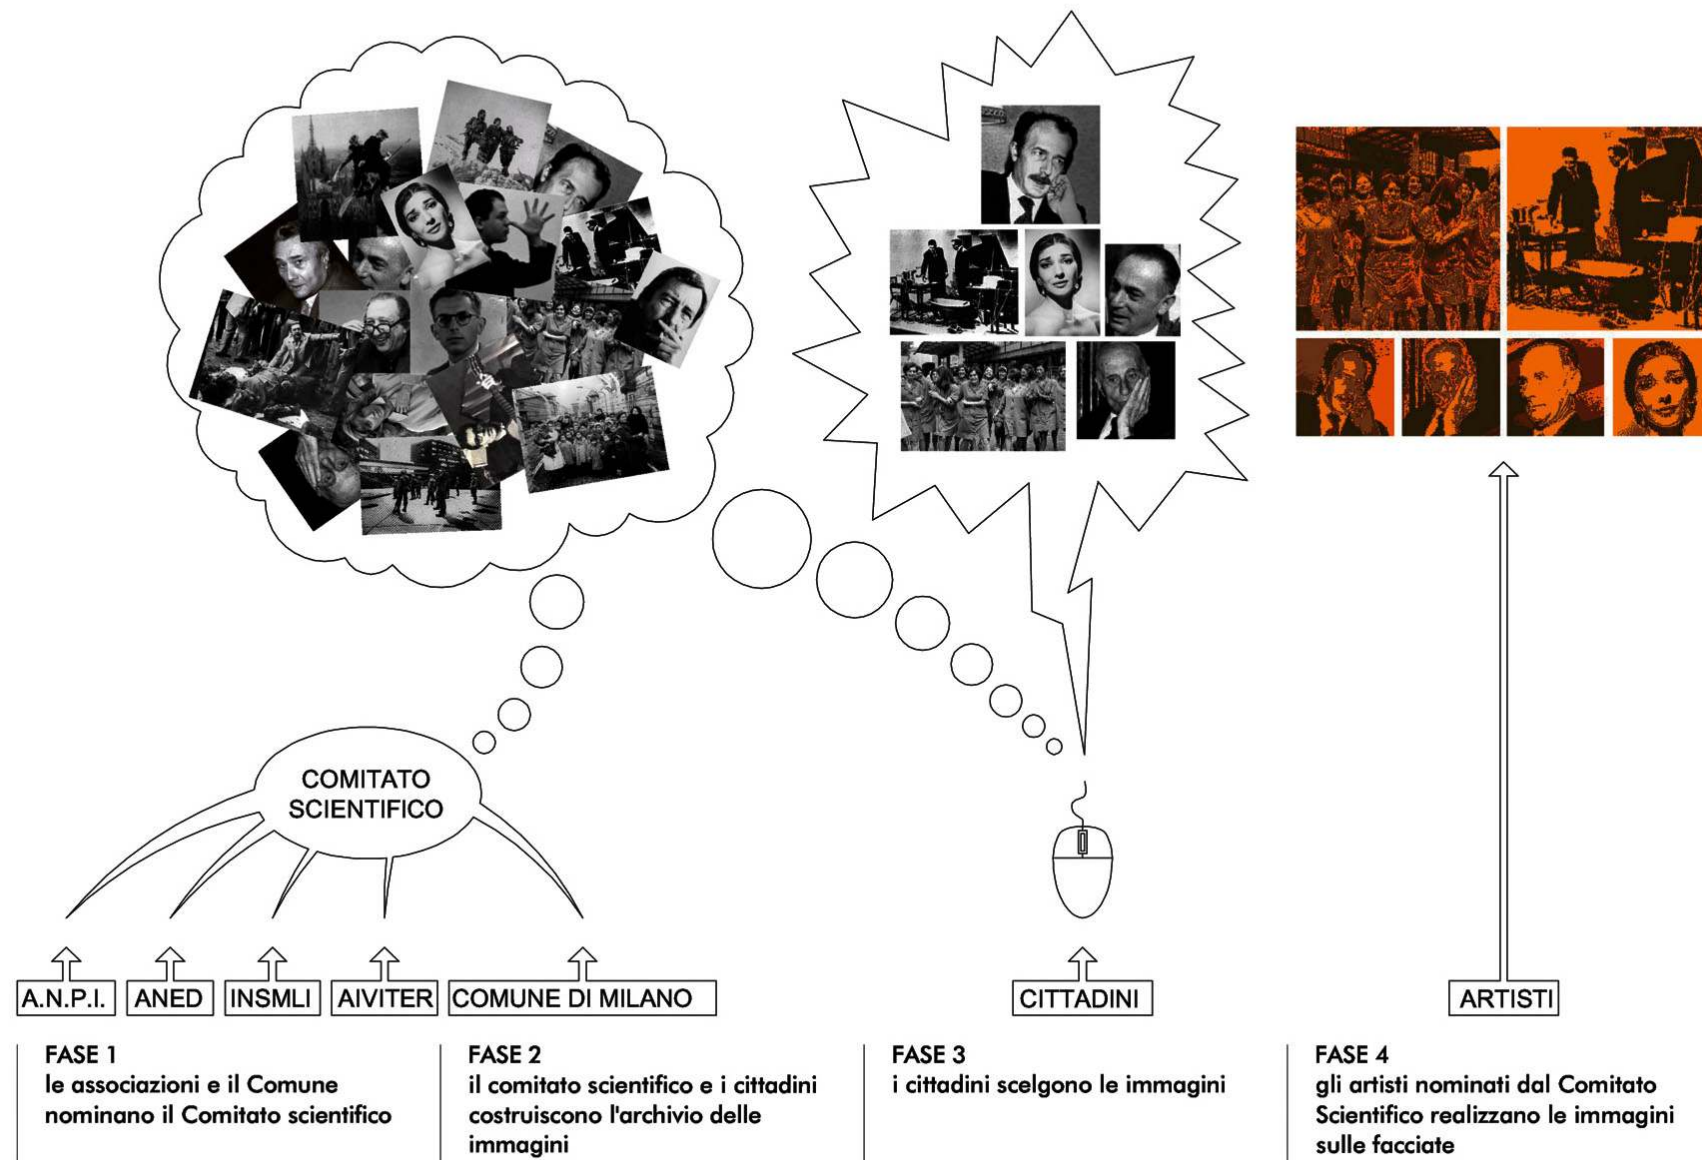 COMITATO
SCIENTIFICO
A.N.P.I.
ANED
INSMLI
AIVITER
COMUNE DI MILANO
CITTADINI
ARTISTI
FASE 1
le associazioni e il Comune
nominano il Comitato scientifico
FASE 2
il comitato scientifico e i cittadini
costruiscono l'archivio delle
immagini
FASE 3
i cittadini scelgono le immagini
FASE 4
gli artisti nominati dal Comitato
Scientifico realizzano le immagini
sulle facciate